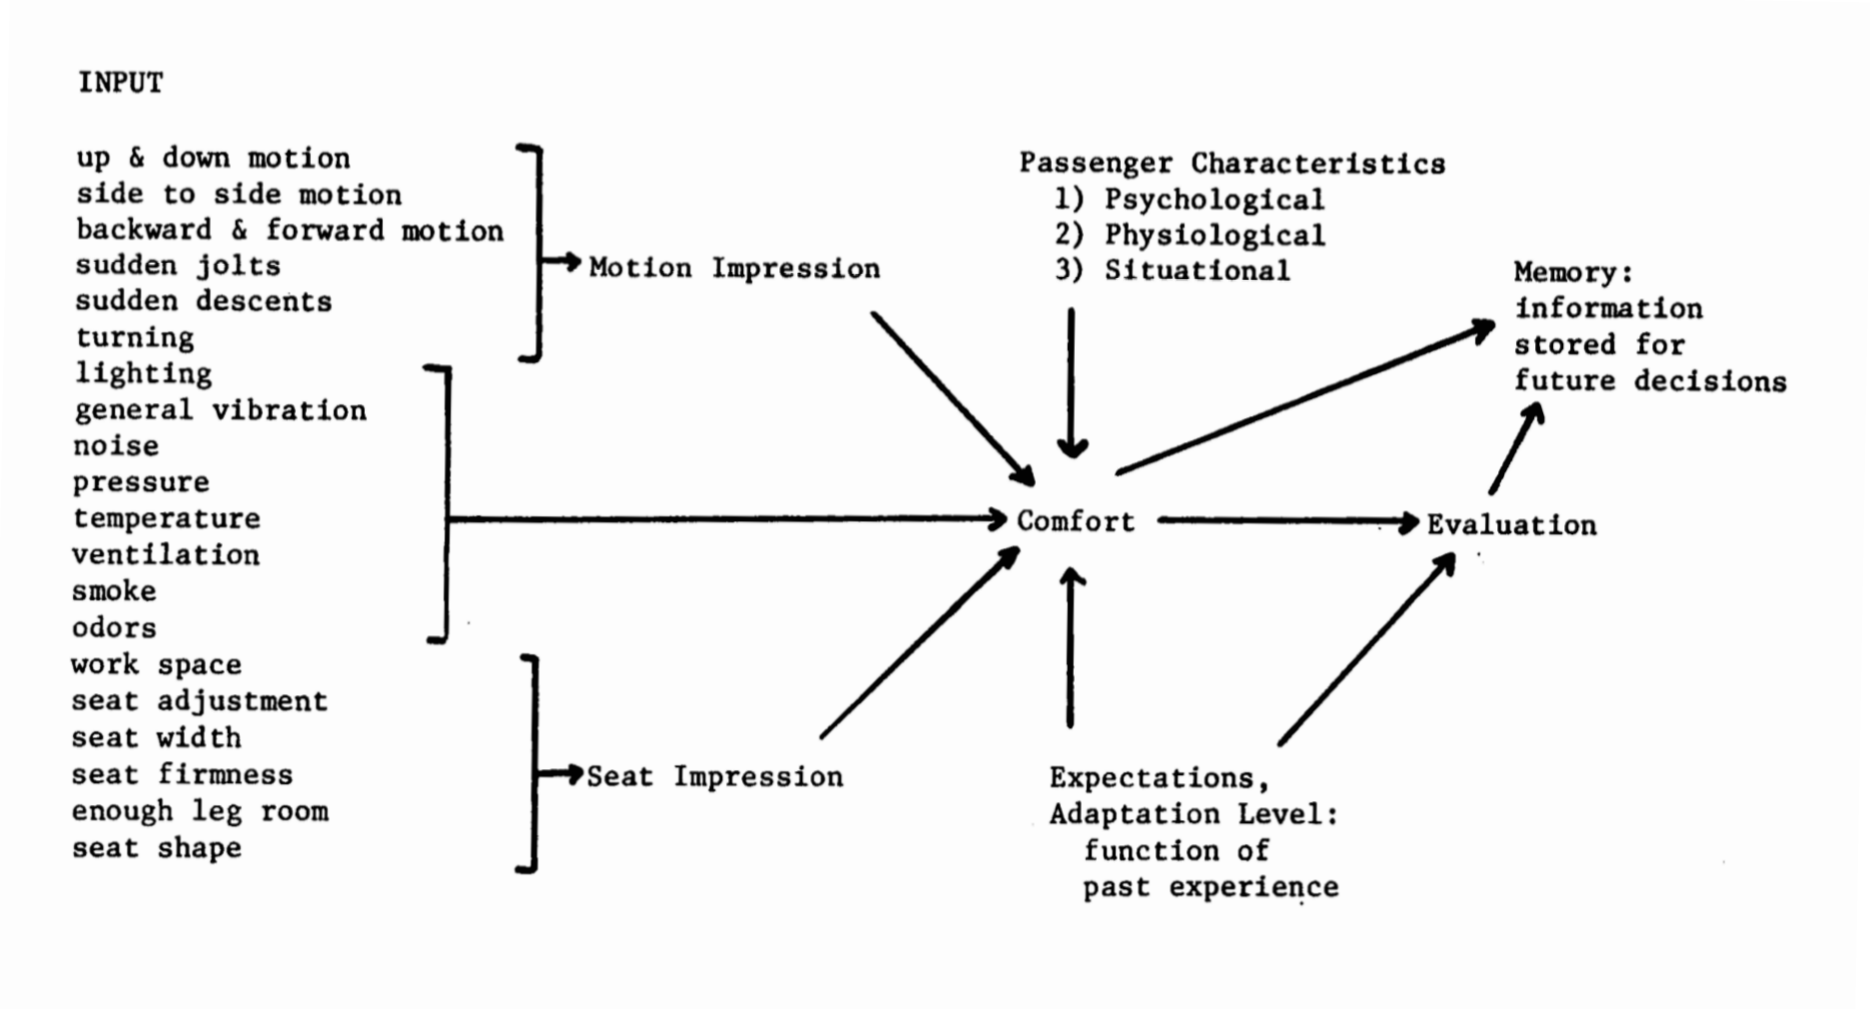 INPUT
up & down motion
side to side motion
backward & forward motion
sudden jolts
sudden descents
turning
lighting
general vibration
noise
pressure
temperature
ventilation
smoke
odors
work space
seat adjustment
seat width
seat firmness
enough leg room
seat shape
Motion Impression
Seat Impression
Passenger Characteristics
1) Psychological
2) Physiological
3) Situational
Comfort
Expectations,
Adaptation Level:
function of
past experience
Memory:
information
stored for
future decisions
Evaluation